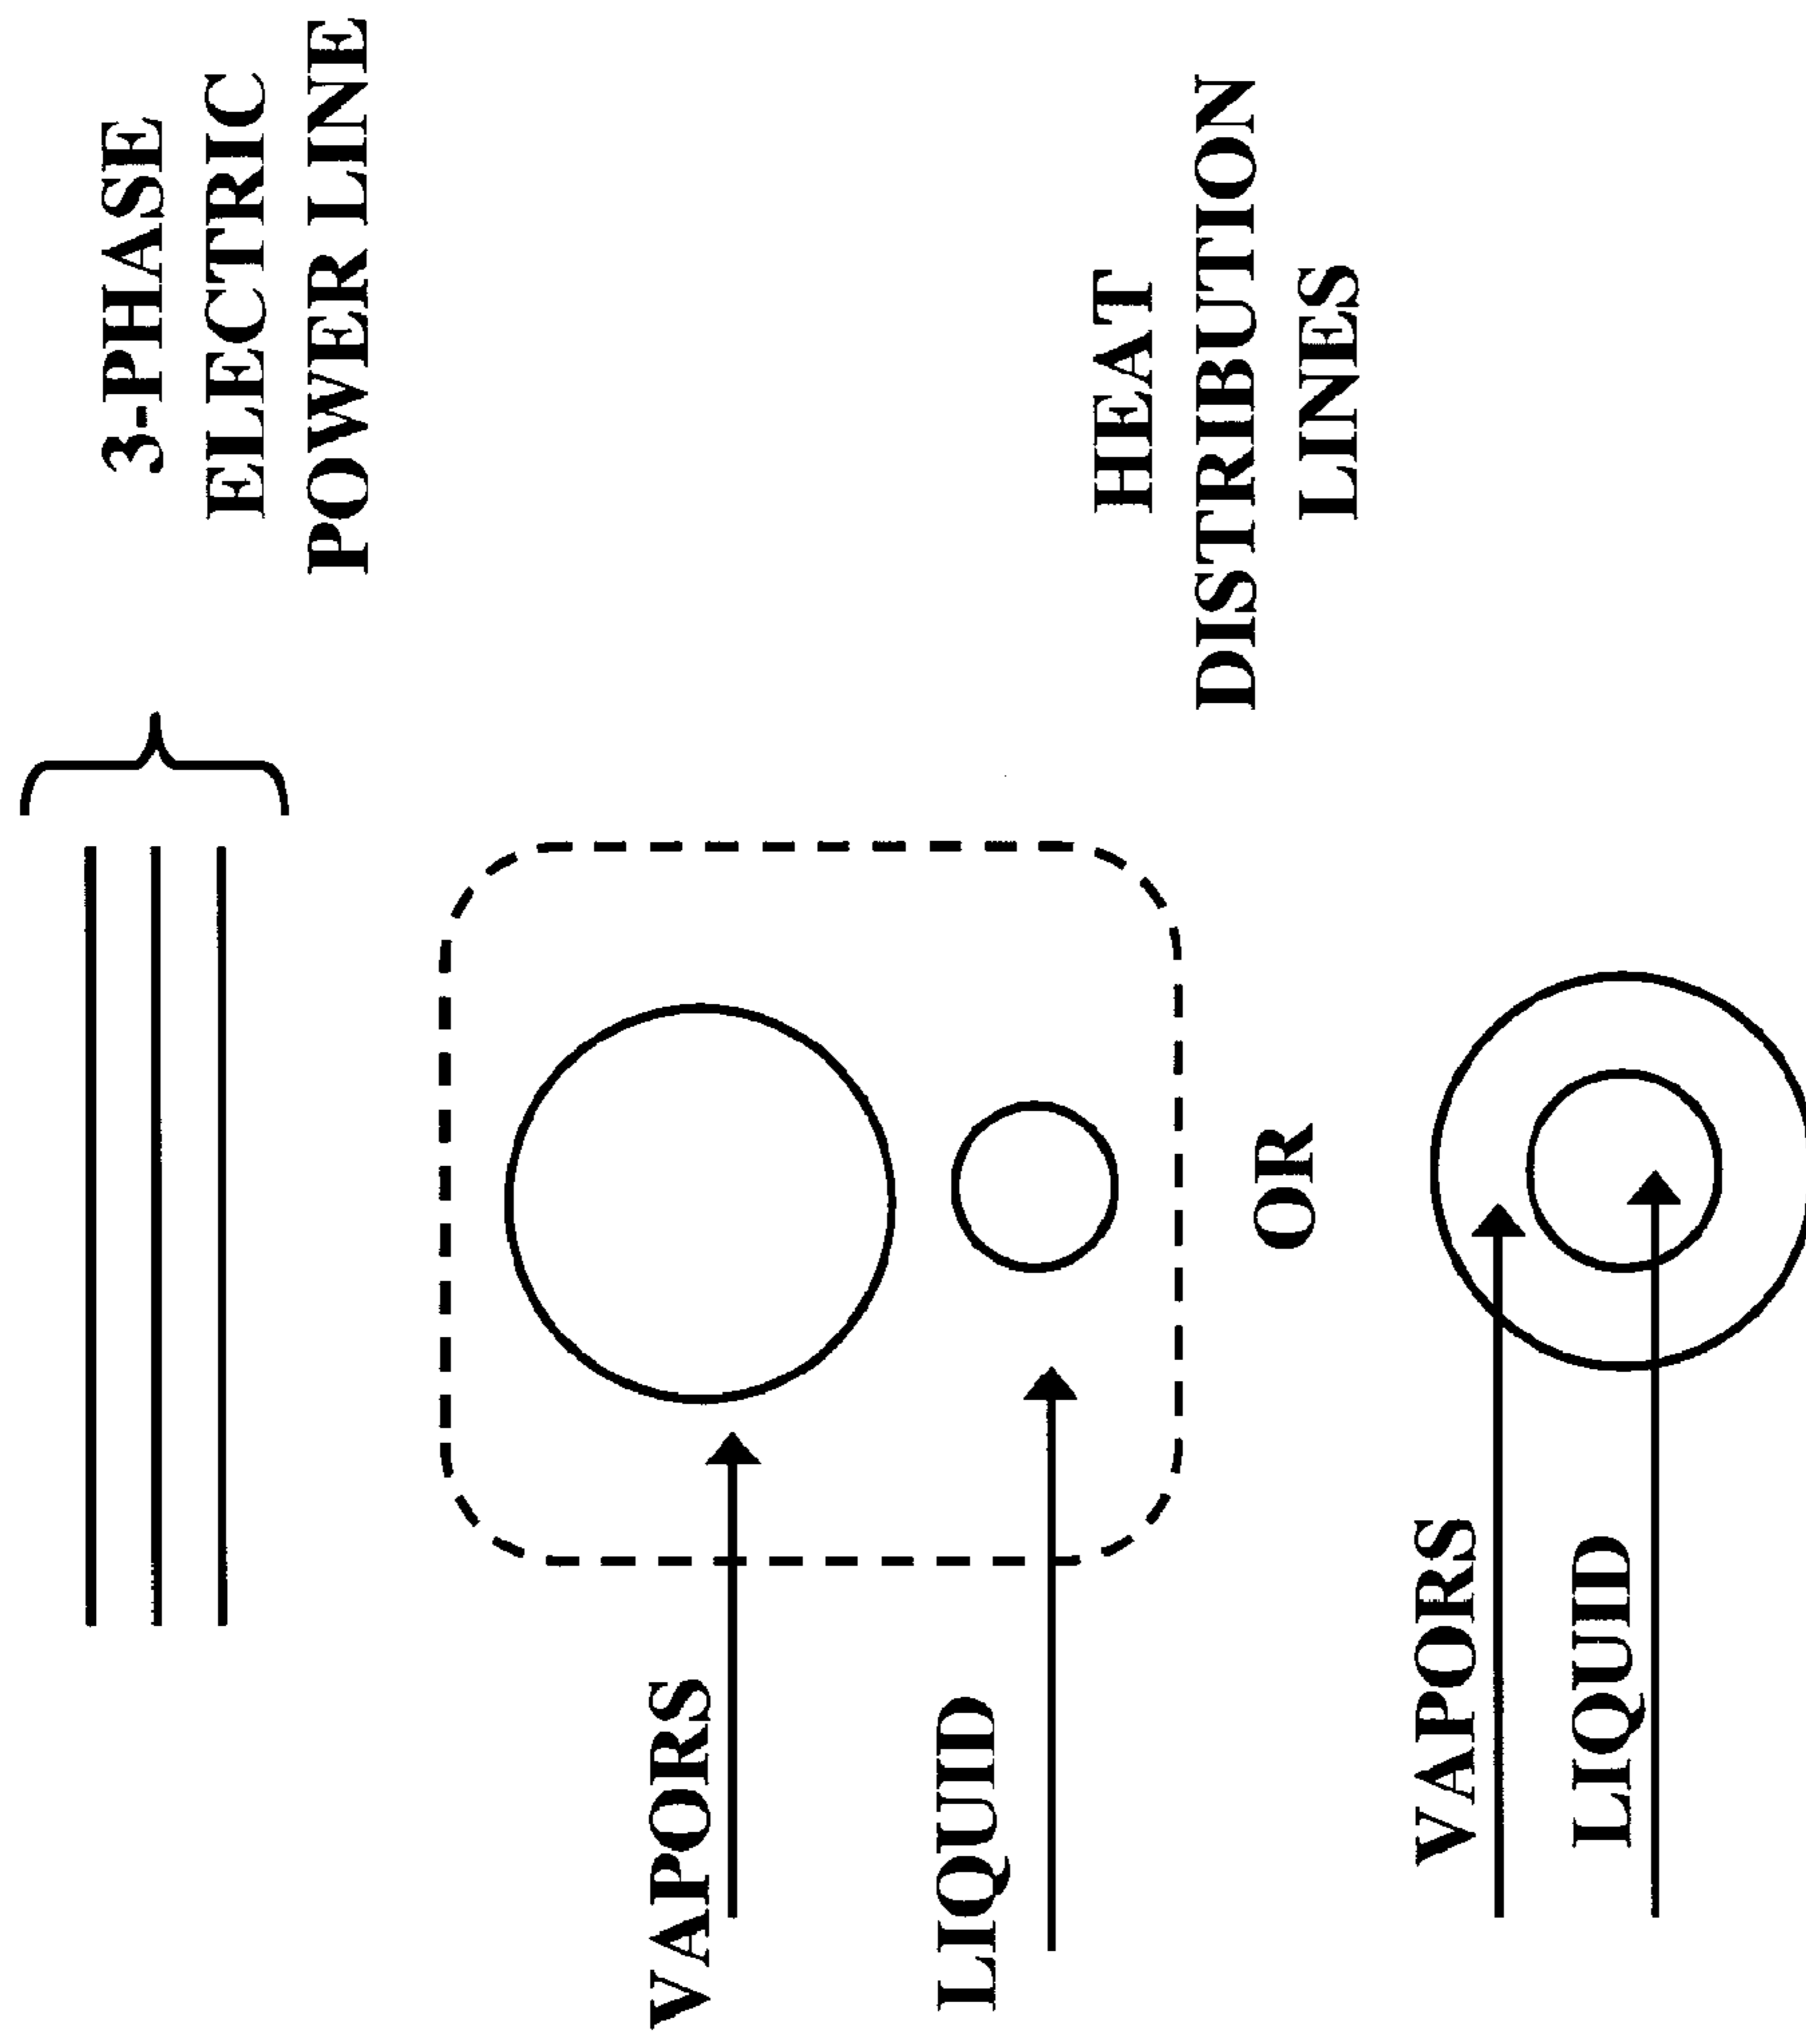 3-PHASE
ELECTRIC
POWER LINE
VAPORS
LIQUID
HEAT
DISTRIBUTION
LINES
OR
VAPORS
LIQUID